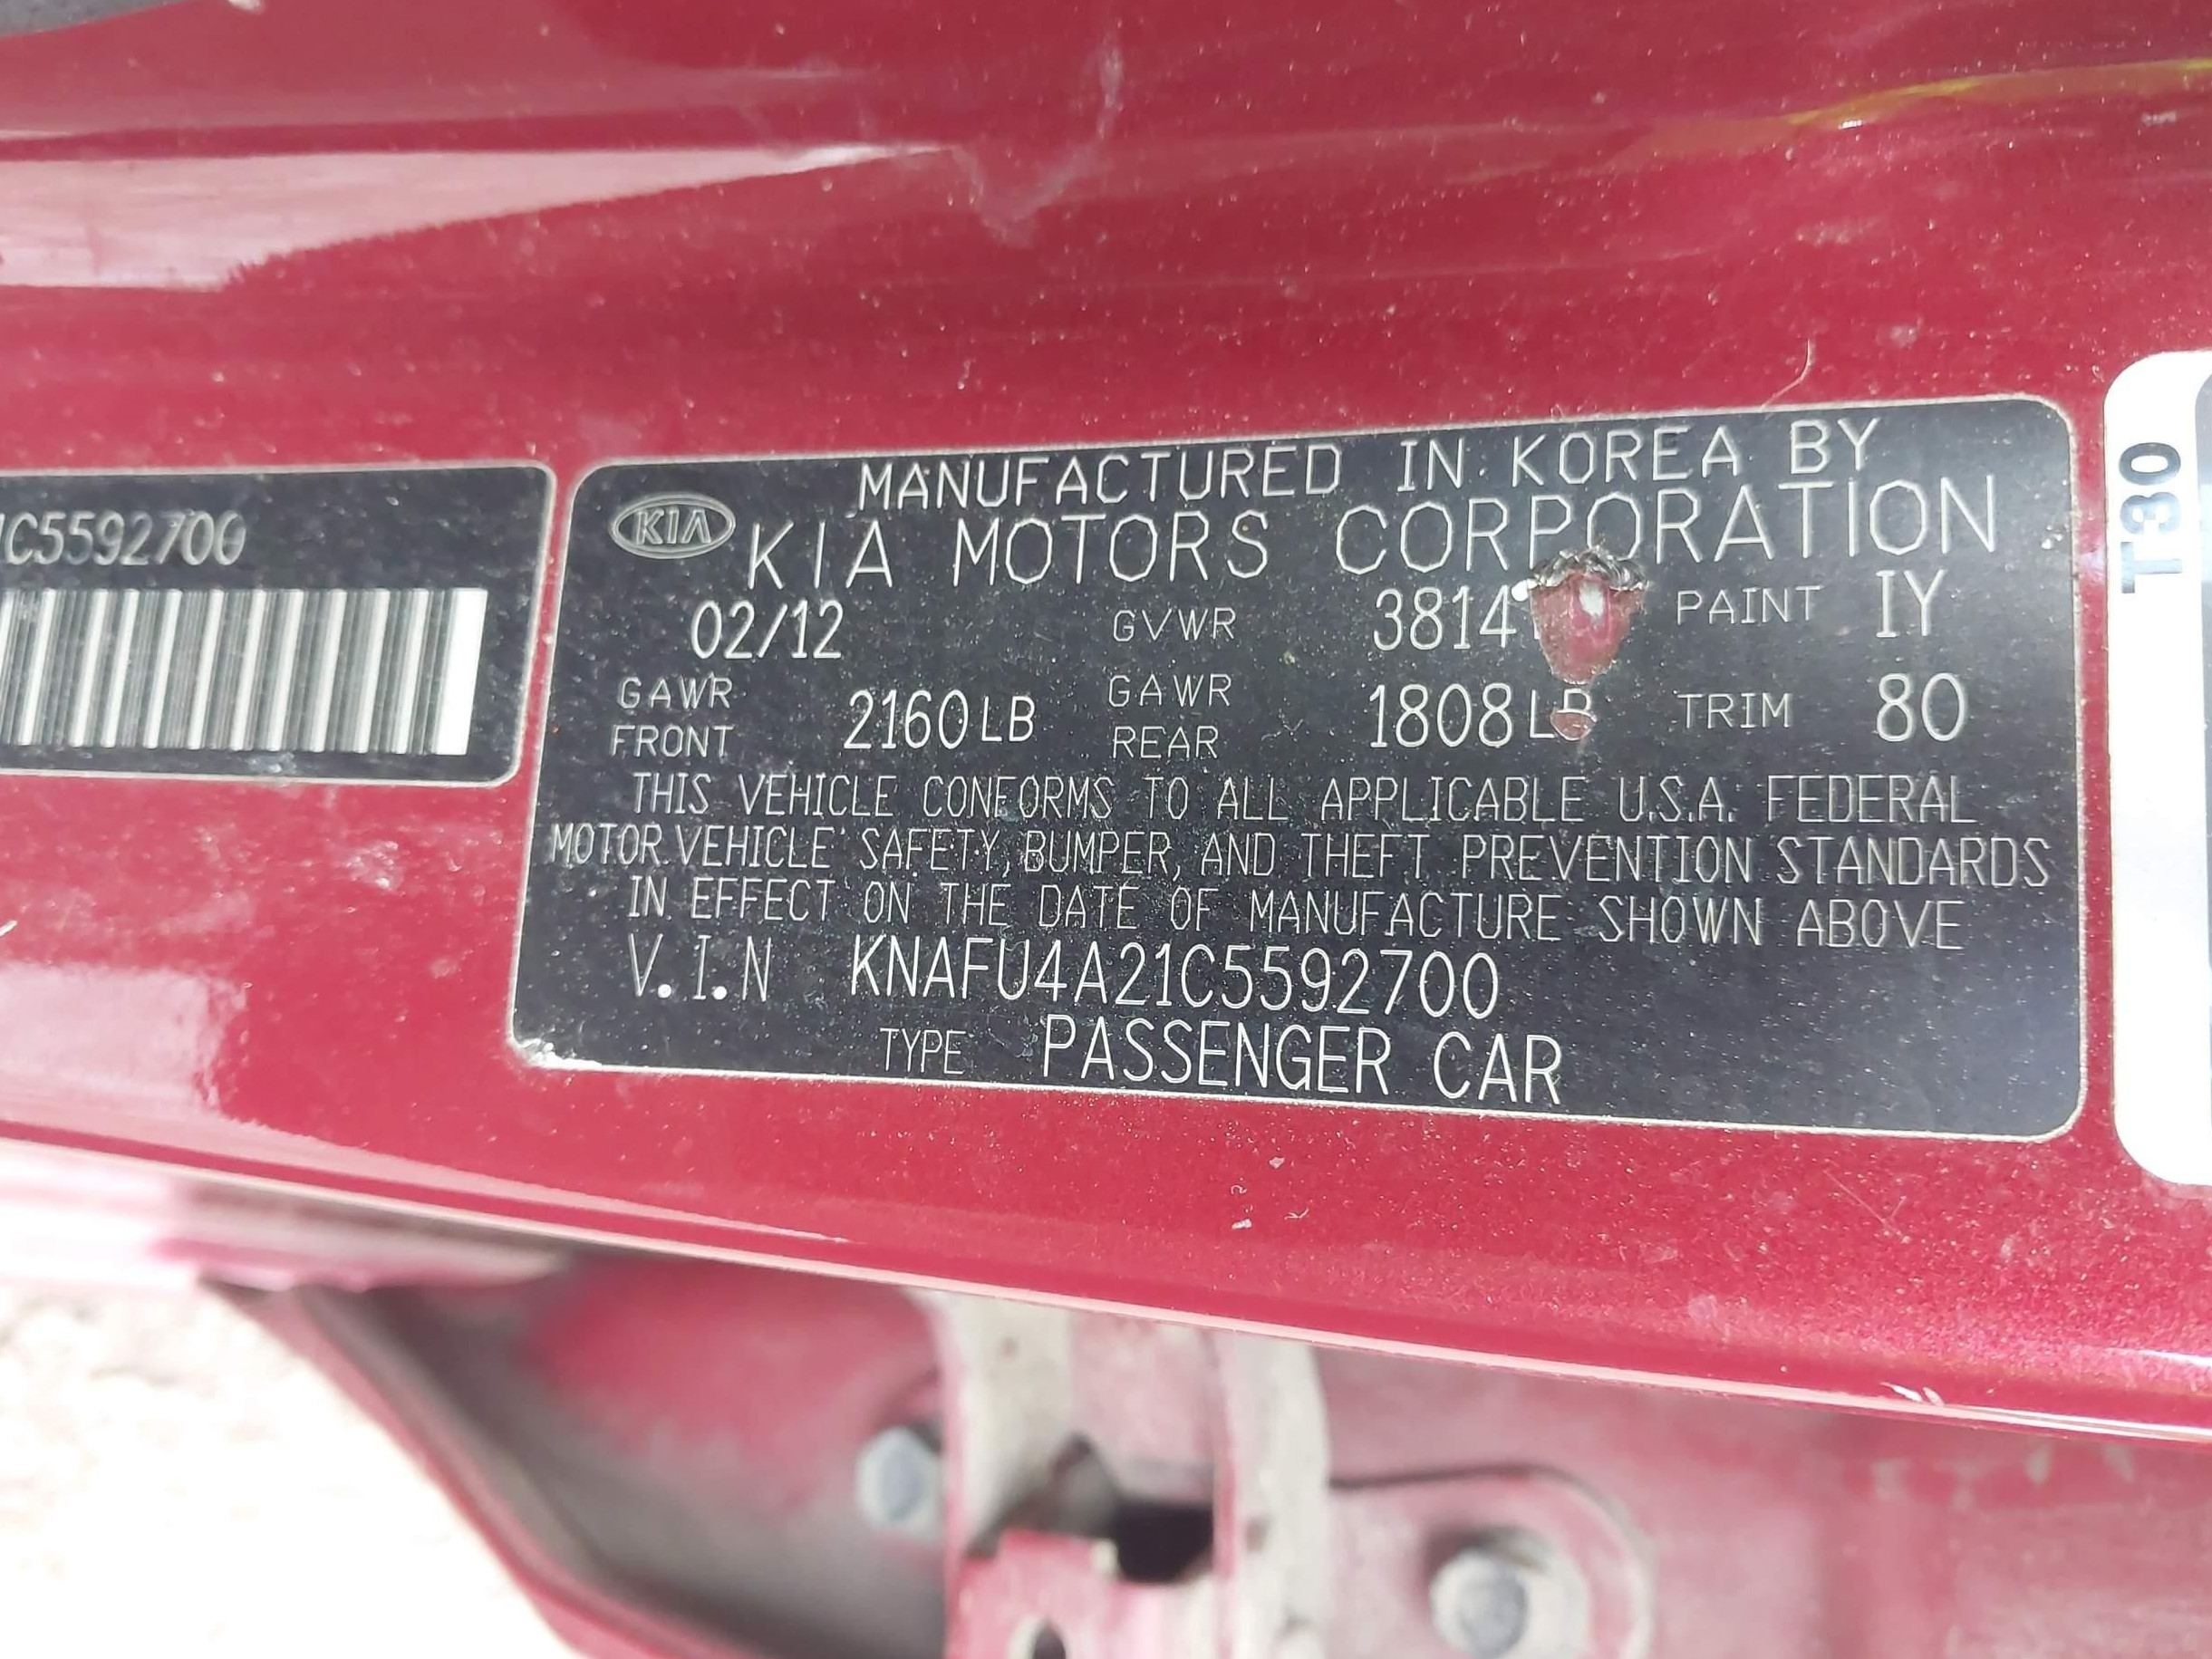 1C5592700
MANUFACTURED IN KOREA BY
KIA
KIA MOTORS CORPORATION
02/12 GVWR 3814 PAINT IY
GAWR FRONT 2160LB GAWR REAR 1808LB TRIM 80
THIS VEHICLE CONFORMS TO ALL APPLICABLE U.S.A. FEDERAL
MOTOR VEHICLE SAFETY, BUMPER, AND THEFT PREVENTION STANDARDS
IN EFFECT ON THE DATE OF MANUFACTURE SHOWN ABOVE
V.I.N KNAFU4A21C5592700
TYPE PASSENGER CAR
T30